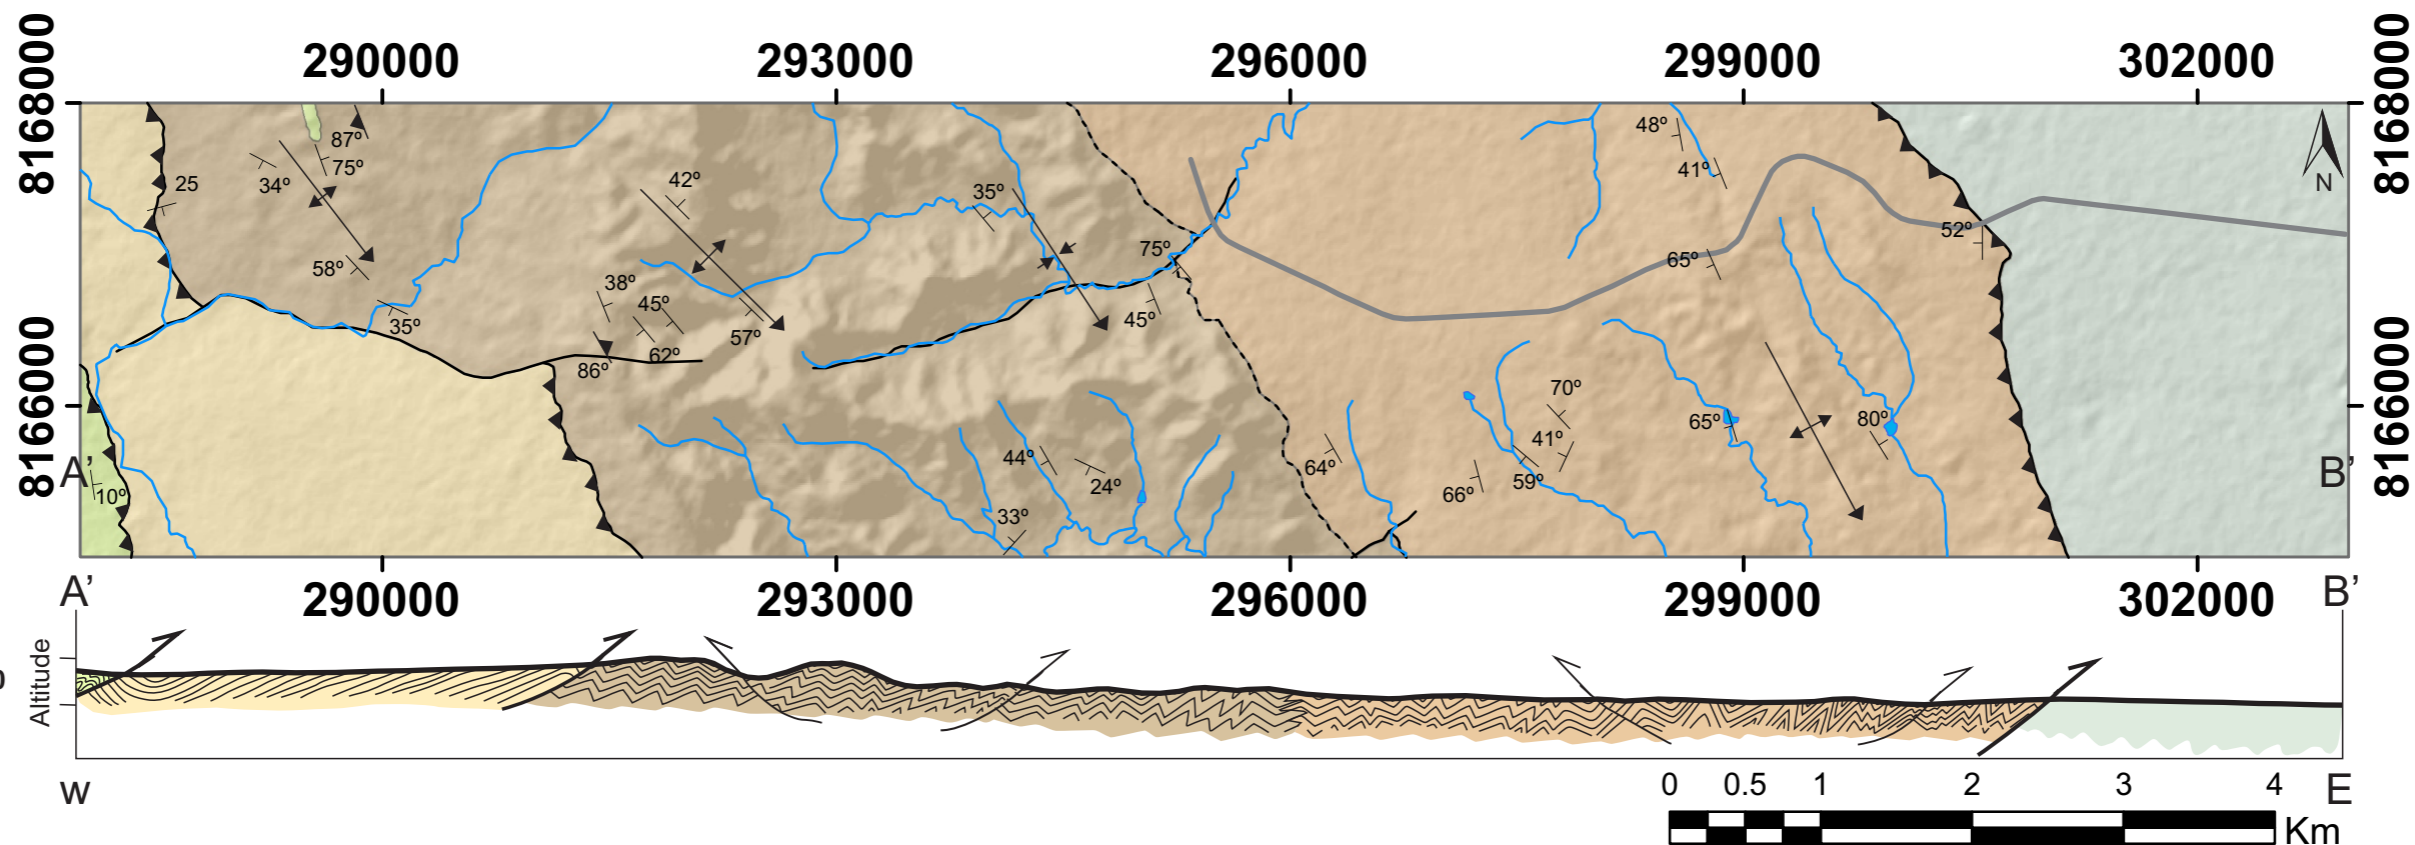 290000 293000 296000 299000 302000
8168000 8168000
N
87º
75º
34º
25
58º
35º
42º
38º
45º
62º
57º
86º
35º
75º
45º
44º
24º
33º
48º
41º
52º
65º
64º
66º
70º
41º
59º
65º
80º
10º
8166000 8166000
A’ B’
290000 293000 296000 299000 302000
A’ B’
Altitude
W E
0 0.5 1 2 3 4
Km